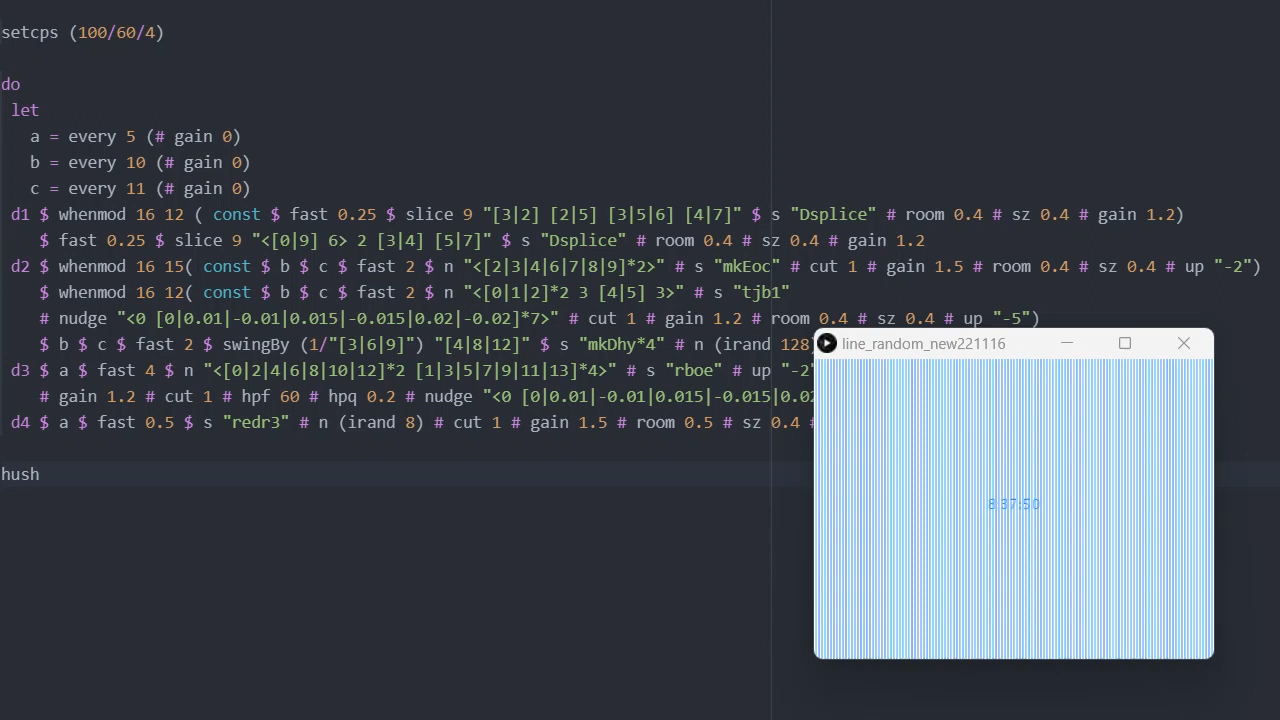 setcps (100/60/4)
do
let
a = every 5 (# gain 0)
b = every 10 (# gain 0)
c = every 11 (# gain 0)
d1 $ whenmod 16 12 ( const $ fast 0.25 $ slice 9 "[3|2] [2|5] [3|5|6] [4|7]" $ s "Dsplice" # room 0.4 # sz 0.4 # gain 1.2)
$ fast 0.25 $ slice 9 "<[0|9] 6> 2 [3|4] [5|7]" $ s "Dsplice" # room 0.4 # sz 0.4 # gain 1.2
d2 $ whenmod 16 15( const $ b $ c $ fast 2 $ n "<[2|3|4|6|7|8|9]*2>" # s "mkEoc" # cut 1 # gain 1.5 # room 0.4 # sz 0.4 # up "-2")
$ whenmod 16 12( const $ b $ c $ fast 2 $ n "<[0|1|2]*2 3 [4|5] 3>" # s "tjb1"
# nudge "<0 [0|0.01|-0.01|0.015|-0.015|0.02|-0.02]*7>" # cut 1 # gain 1.2 # room 0.4 # sz 0.4 # up "-5")
$ b $ c $ fast 2 $ swingBy (1/"[3|6|9]") "[4|8|12]" $ s "mkDhy*4" # n (irand 128)
d3 $ a $ fast 4 $ n "<[0|2|4|6|8|10|12]*2 [1|3|5|7|9|11|13]*4>" # s "rboe" # up "-2"
# gain 1.2 # cut 1 # hpf 60 # hpq 0.2 # nudge "<0 [0|0.01|-0.01|0.015|-0.015|0.02
d4 $ a $ fast 0.5 $ s "redr3" # n (irand 8) # cut 1 # gain 1.5 # room 0.5 # sz 0.4 #
hush
line_random_new221116
8:37:50